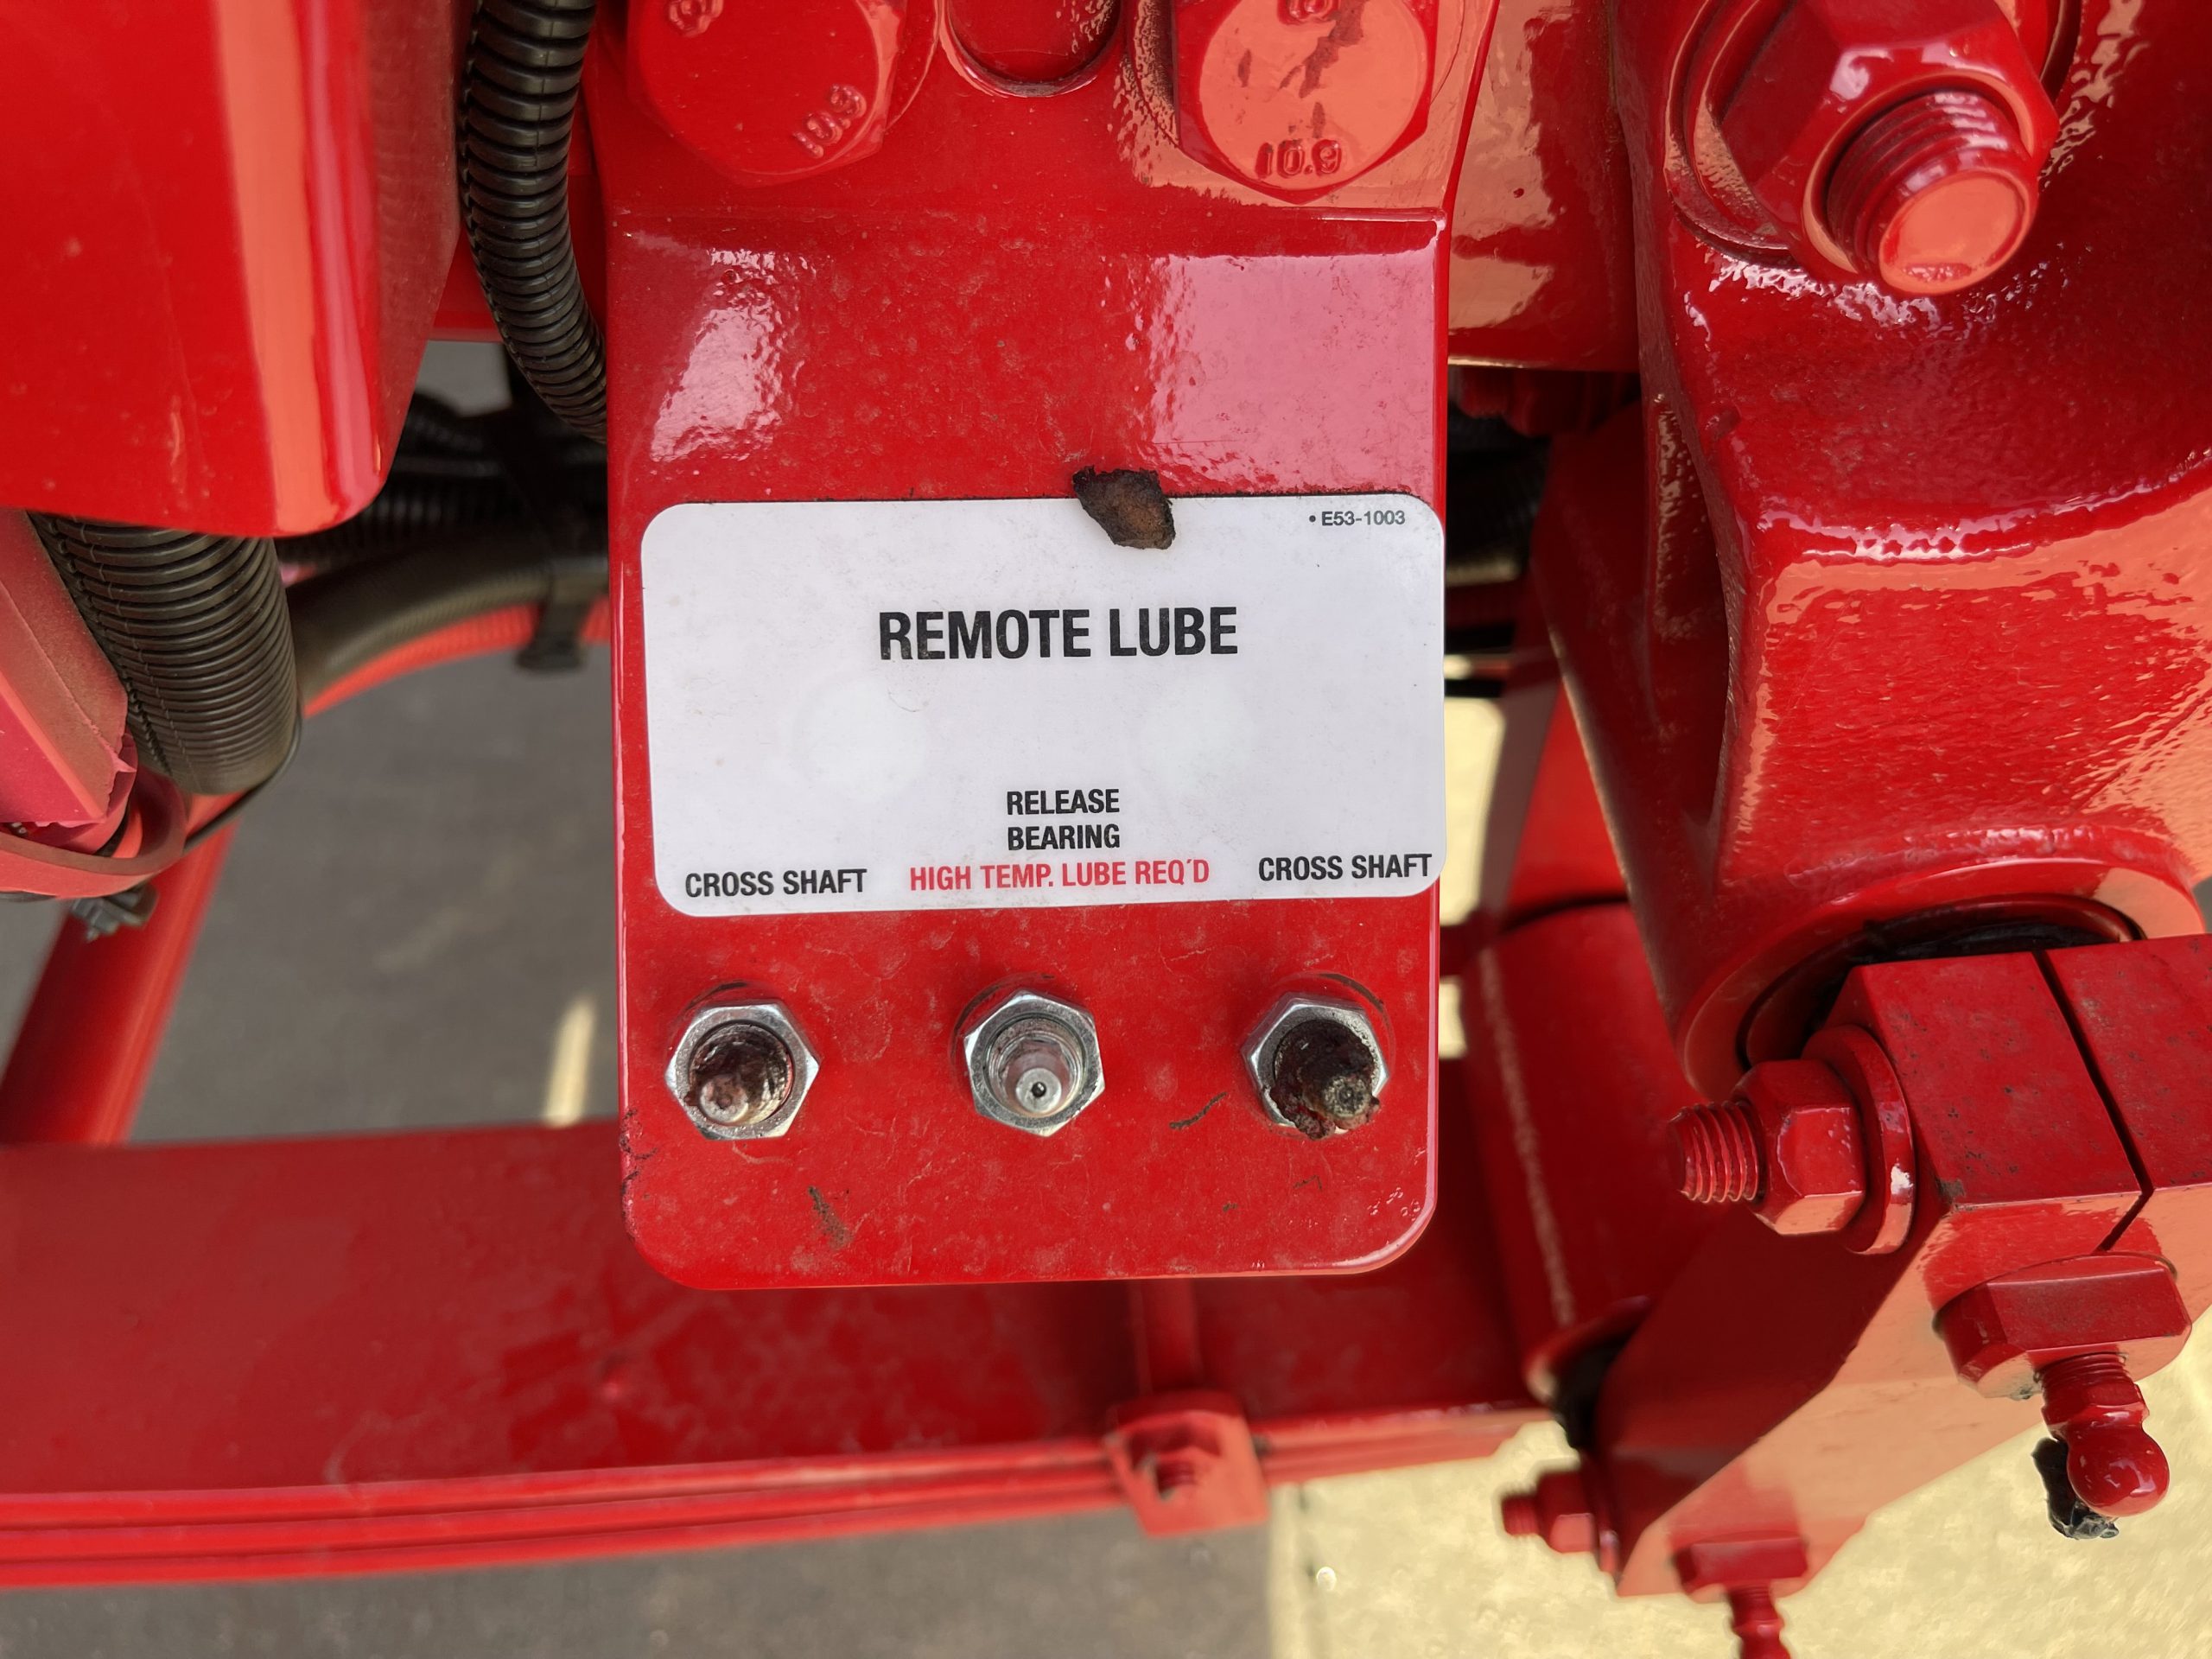 10.9
10.9
• E53-1003
REMOTE LUBE
RELEASE
BEARING
CROSS SHAFT HIGH TEMP. LUBE REQ'D CROSS SHAFT